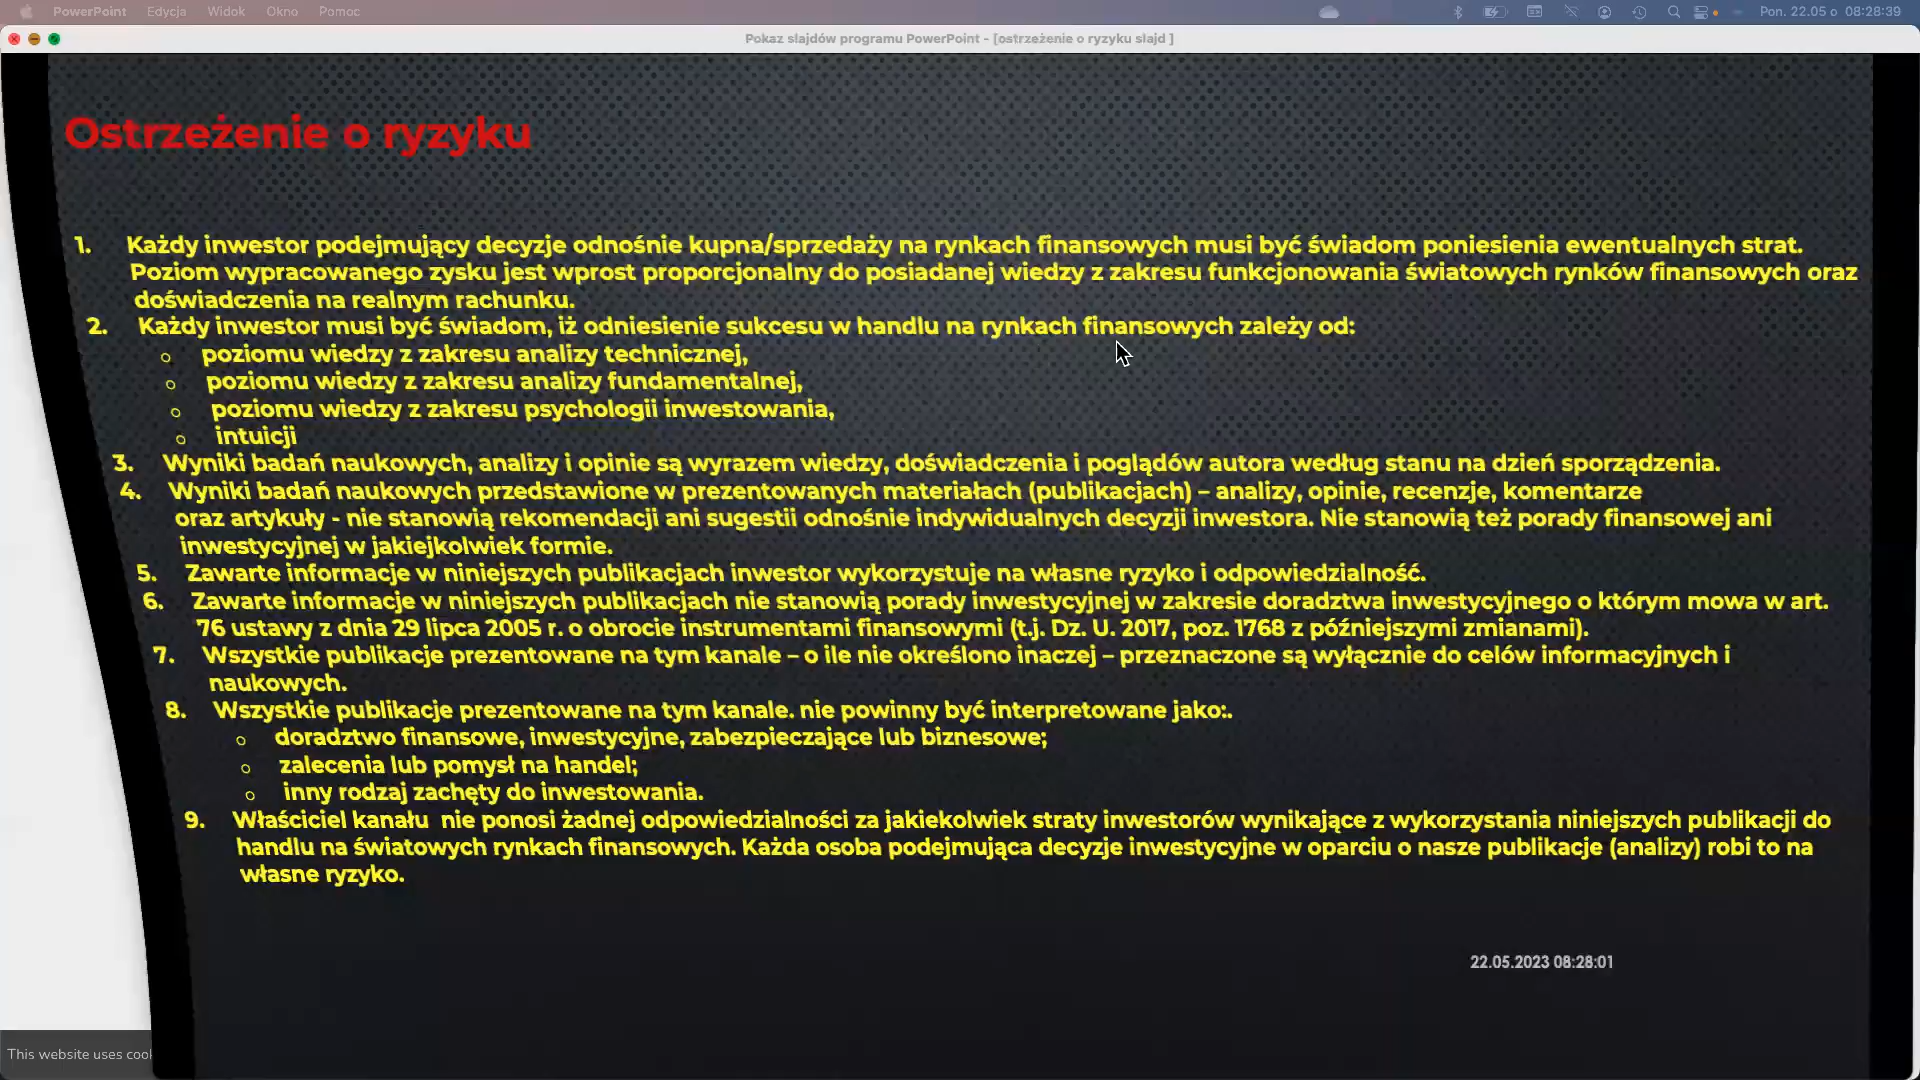 PowerPoint Edycja Widok Okno Pomoc Pon. 22.05 o 08:28:39
Pokaz slajdów programu PowerPoint - [ostrzeżenie o ryzyku slajd ]
Ostrzeżenie o ryzyku
1. Każdy inwestor podejmujący decyzje odnośnie kupna/sprzedaży na rynkach finansowych musi być świadom poniesienia ewentualnych strat.
Poziom wypracowanego zysku jest wprost proporcjonalny do posiadanej wiedzy z zakresu funkcjonowania światowych rynków finansowych oraz
doświadczenia na realnym rachunku.
2. Każdy inwestor musi być świadom, iż odniesienie sukcesu w handlu na rynkach finansowych zależy od:
o poziomu wiedzy z zakresu analizy technicznej,
o poziomu wiedzy z zakresu analizy fundamentalnej,
o poziomu wiedzy z zakresu psychologii inwestowania,
o intuicji
3. Wyniki badań naukowych, analizy i opinie są wyrazem wiedzy, doświadczenia i poglądów autora według stanu na dzień sporządzenia.
4. Wyniki badań naukowych przedstawione w prezentowanych materiałach (publikacjach) – analizy, opinie, recenzje, komentarze
oraz artykuły - nie stanowią rekomendacji ani sugestii odnośnie indywidualnych decyzji inwestora. Nie stanowią też porady finansowej ani
inwestycyjnej w jakiejkolwiek formie.
5. Zawarte informacje w niniejszych publikacjach inwestor wykorzystuje na własne ryzyko i odpowiedzialność.
6. Zawarte informacje w niniejszych publikacjach nie stanowią porady inwestycyjnej w zakresie doradztwa inwestycyjnego o którym mowa w art.
76 ustawy z dnia 29 lipca 2005 r. o obrocie instrumentami finansowymi (t.j. Dz. U. 2017, poz. 1768 z późniejszymi zmianami).
7. Wszystkie publikacje prezentowane na tym kanale – o ile nie określono inaczej – przeznaczone są wyłącznie do celów informacyjnych i
naukowych.
8. Wszystkie publikacje prezentowane na tym kanale. nie powinny być interpretowane jako:.
o doradztwo finansowe, inwestycyjne, zabezpieczające lub biznesowe;
o zalecenia lub pomysł na handel;
o inny rodzaj zachęty do inwestowania.
9. Właściciel kanału nie ponosi żadnej odpowiedzialności za jakiekolwiek straty inwestorów wynikające z wykorzystania niniejszych publikacji do
handlu na światowych rynkach finansowych. Każda osoba podejmująca decyzje inwestycyjne w oparciu o nasze publikacje (analizy) robi to na
własne ryzyko.
22.05.2023 08:28:01
This website uses cook